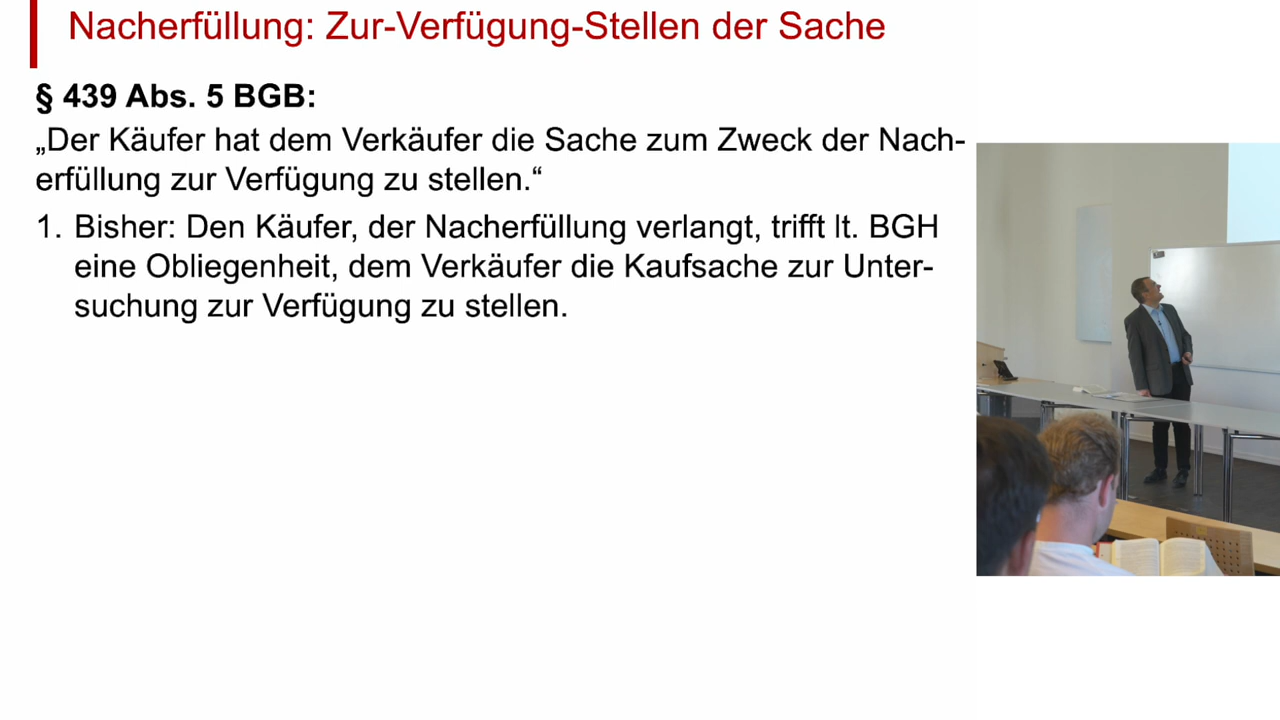 Nacherfüllung: Zur-Verfügung-Stellen der Sache
§ 439 Abs. 5 BGB:
„Der Käufer hat dem Verkäufer die Sache zum Zweck der Nach-
erfüllung zur Verfügung zu stellen.“
1. Bisher: Den Käufer, der Nacherfüllung verlangt, trifft lt. BGH
eine Obliegenheit, dem Verkäufer die Kaufsache zur Unter-
suchung zur Verfügung zu stellen.